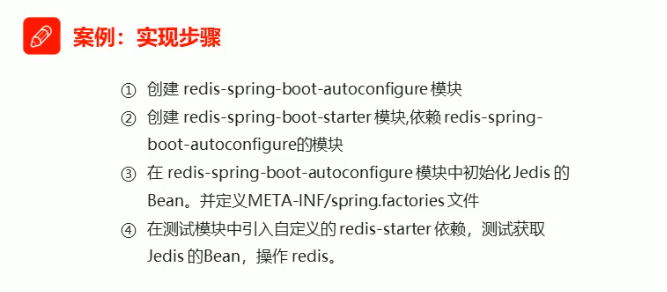 案例：实现步骤
① 创建 redis-spring-boot-autoconfigure 模块
② 创建 redis-spring-boot-starter 模块,依赖 redis-spring-
boot-autoconfigure的模块
③ 在 redis-spring-boot-autoconfigure 模块中初始化 Jedis 的
Bean。并定义META-INF/spring.factories 文件
④ 在测试模块中引入自定义的 redis-starter 依赖，测试获取
Jedis 的Bean，操作 redis。